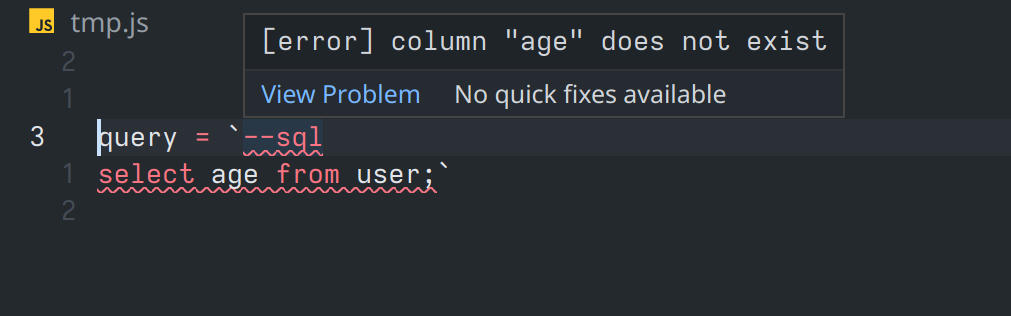 JS tmp.js
2
[error] column "age" does not exist
1
View Problem No quick fixes available
3 query = `--sql
1 select age from user;`
2